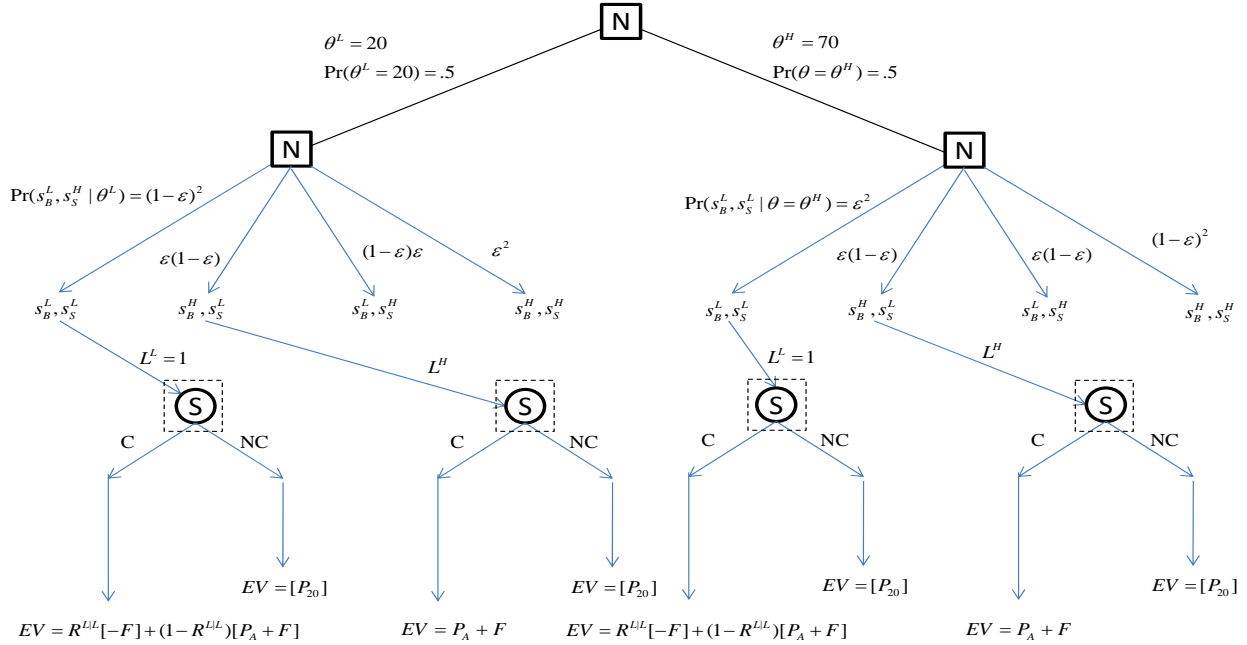 N
θ^L = 20
Pr(θ^L = 20) = .5
θ^H = 70
Pr(θ = θ^H) = .5
N
N
Pr(s_B^L, s_S^H | θ^L) = (1-ε)^2
ε(1-ε)
(1-ε)ε
ε^2
Pr(s_B^L, s_S^L | θ = θ^H) = ε^2
ε(1-ε)
ε(1-ε)
(1-ε)^2
s_B^L, s_S^L
s_B^H, s_S^L
s_B^L, s_S^H
s_B^H, s_S^H
s_B^L, s_S^L
s_B^H, s_S^L
s_B^L, s_S^H
s_B^H, s_S^H
L^L = 1
L^H
L^L = 1
L^H
S
S
S
S
C
NC
C
NC
C
NC
C
NC
EV = [P_20]
EV = [P_20]
EV = [P_20]
EV = [P_20]
EV = R^{L|L}[-F] + (1-R^{L|L})[P_A + F]
EV = P_A + F
EV = R^{L|L}[-F] + (1-R^{L|L})[P_A + F]
EV = P_A + F